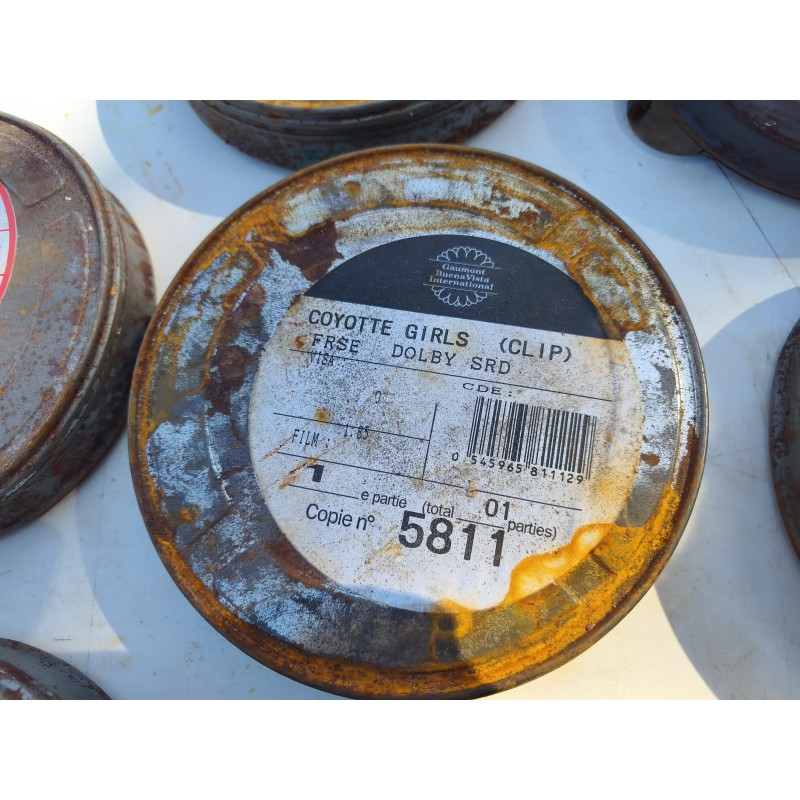 Gaumont
Buena Vista
International
COYOTTE GIRLS (CLIP)
FRSE DOLBY SRD
VISA
CDE:
0
1.85
FILM :
0 545965 811129
1 e partie (total 01 parties)
Copie n° 5811